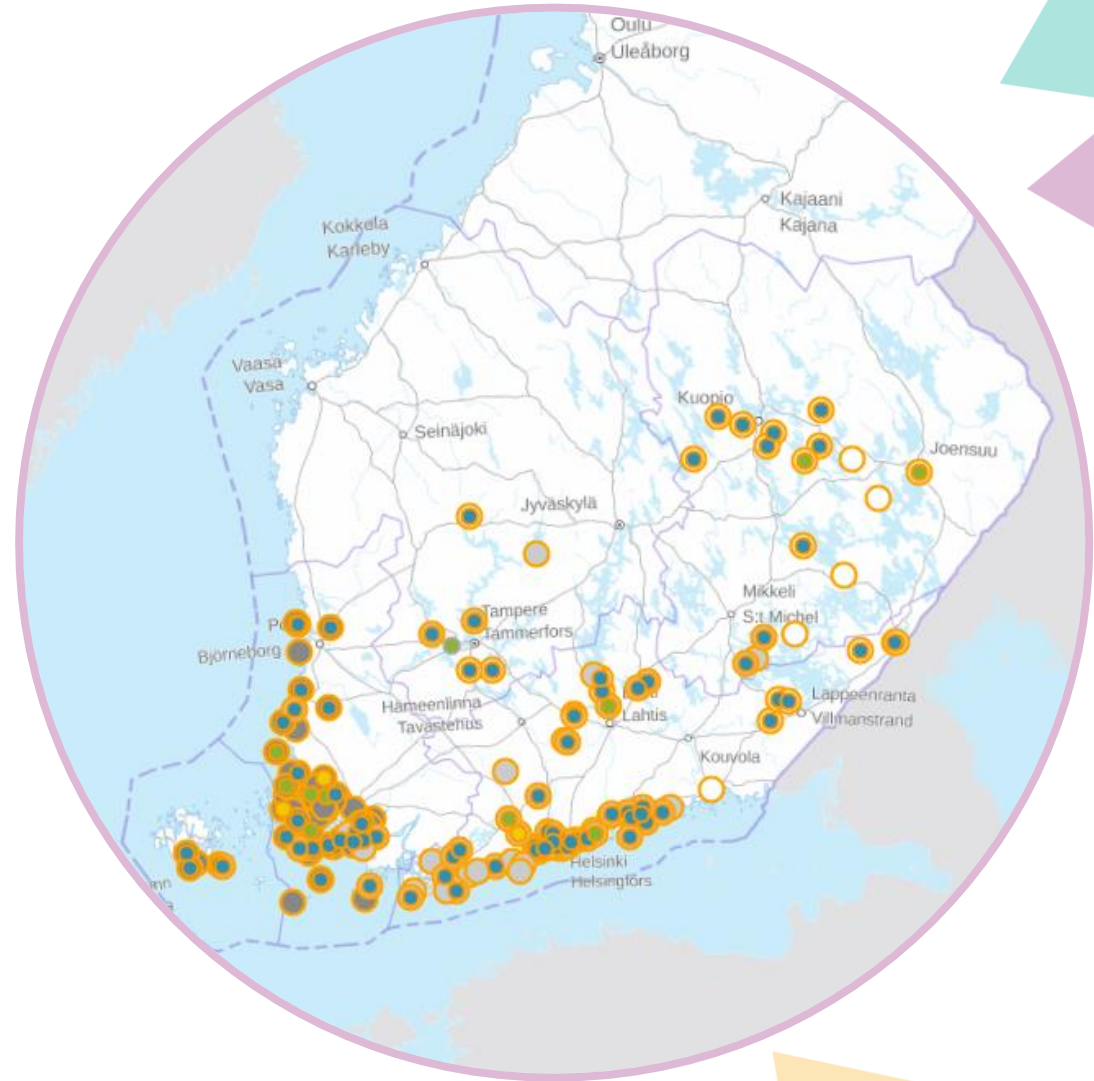 Oulu
Uleåborg
Kajaani
Kajana
Kokkola
Karleby
Vaasa
Vasa
Seinäjoki
Kuopio
Joensuu
Jyväskylä
Mikkeli
S:t Michel
Tampere
Tammerfors
Björneborg
Hämeenlinna
Tavastehus
Lahtis
Lappeenranta
Villmanstrand
Kouvola
Helsinki
Helsingfors